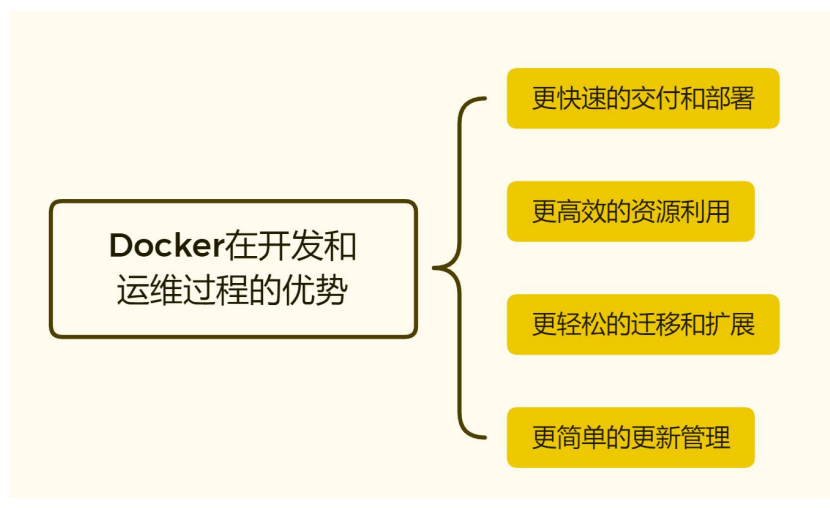 Docker在开发和
运维过程的优势
更快速的交付和部署
更高效的资源利用
更轻松的迁移和扩展
更简单的更新管理